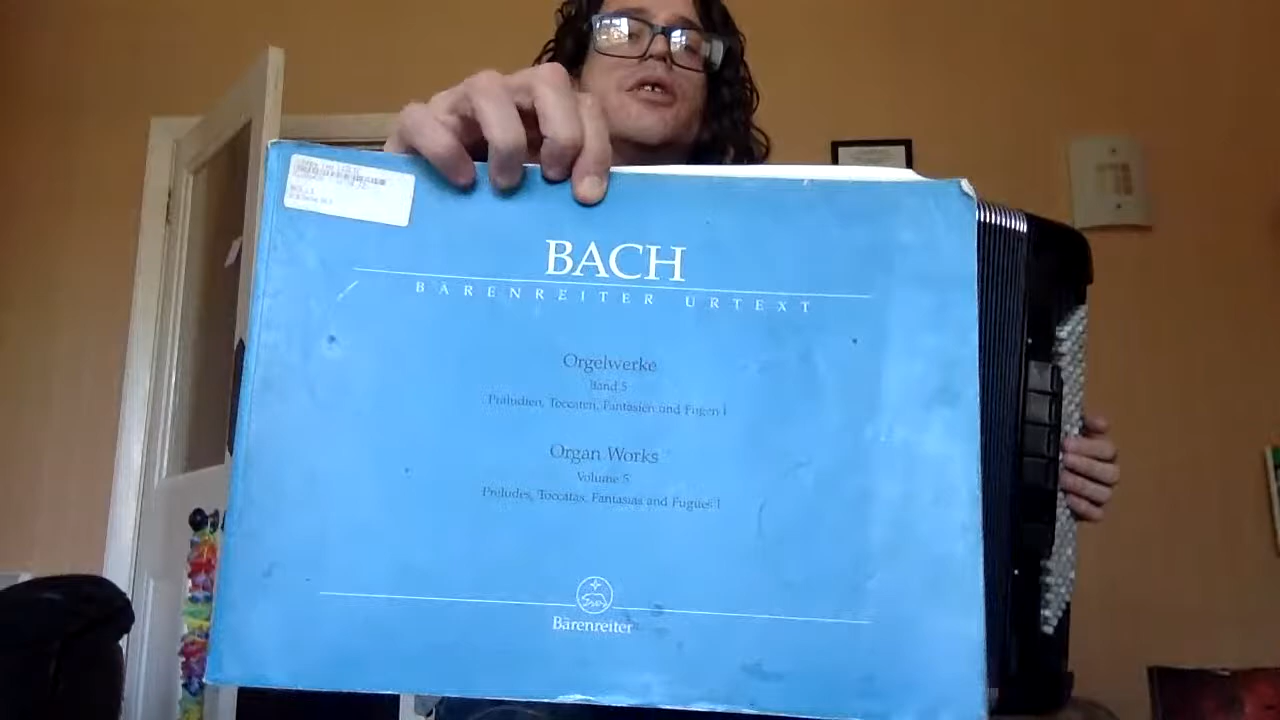 BACH
BÄRENREITER URTEXT
Orgelwerke
Band 5
Präludien, Toccaten, Fantasien und Fugen I
Organ Works
Volume 5
Preludes, Toccatas, Fantasias and Fugues I
Bärenreiter